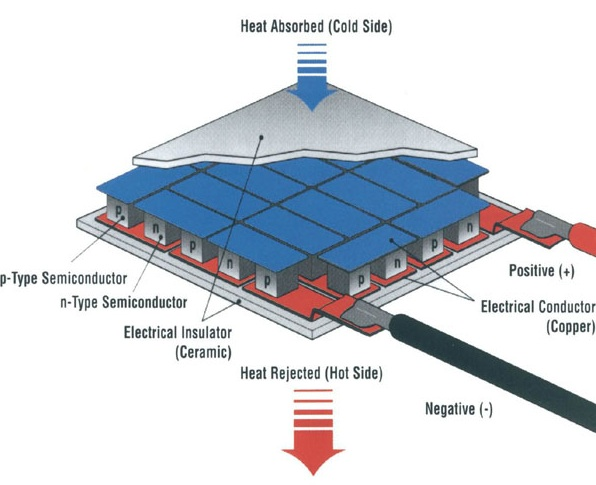 Heat Absorbed (Cold Side)
p
n
p
n
p
p
n
p
n
p-Type Semiconductor
n-Type Semiconductor
Positive (+)
Electrical Insulator
(Ceramic)
Electrical Conductor
(Copper)
Heat Rejected (Hot Side)
Negative (-)